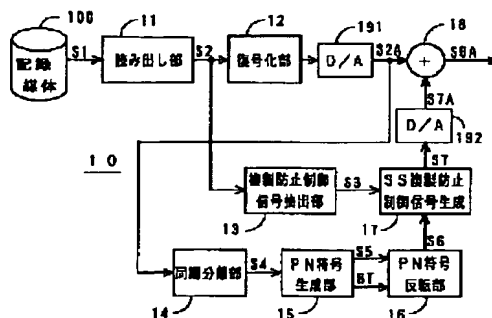 100
記録
媒体
S1
11
読み出し部
S2
12
復号化部
191
D/A
S2A
18
+
S8A
S7A
D/A
192
10
複製防止制御
信号抽出部
13
S3
S7
SS複製防止
制御信号生成
17
S6
同期分離部
14
S4
PN符号
生成部
15
S5
BT
PN符号
反転部
16